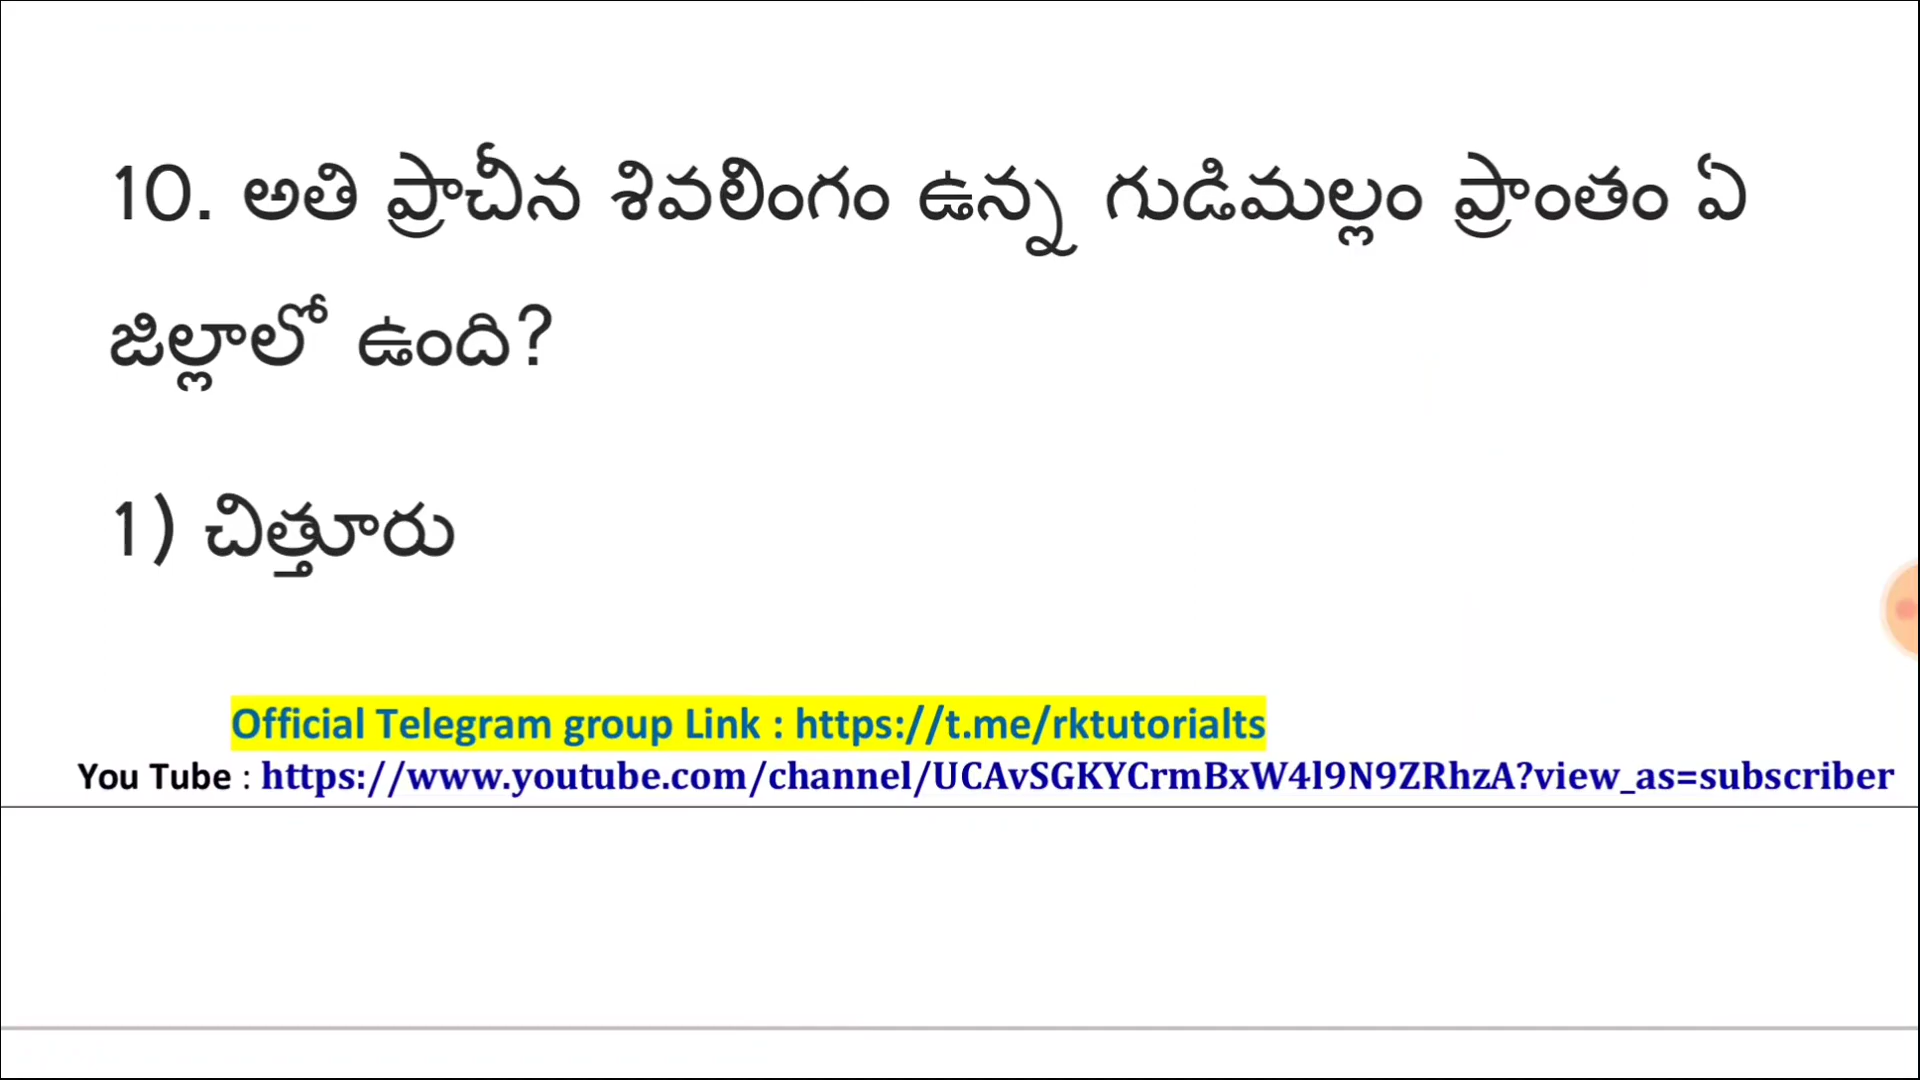 10. అతి ప్రాచీన శివలింగం ఉన్న గుడిమల్లం ప్రాంతం ఏ
జిల్లాలో ఉంది?
1) చిత్తూరు
Official Telegram group Link : https://t.me/rktutorialts
You Tube : https://www.youtube.com/channel/UCAvSGKYCrmBxW4l9N9ZRhzA?view_as=subscriber